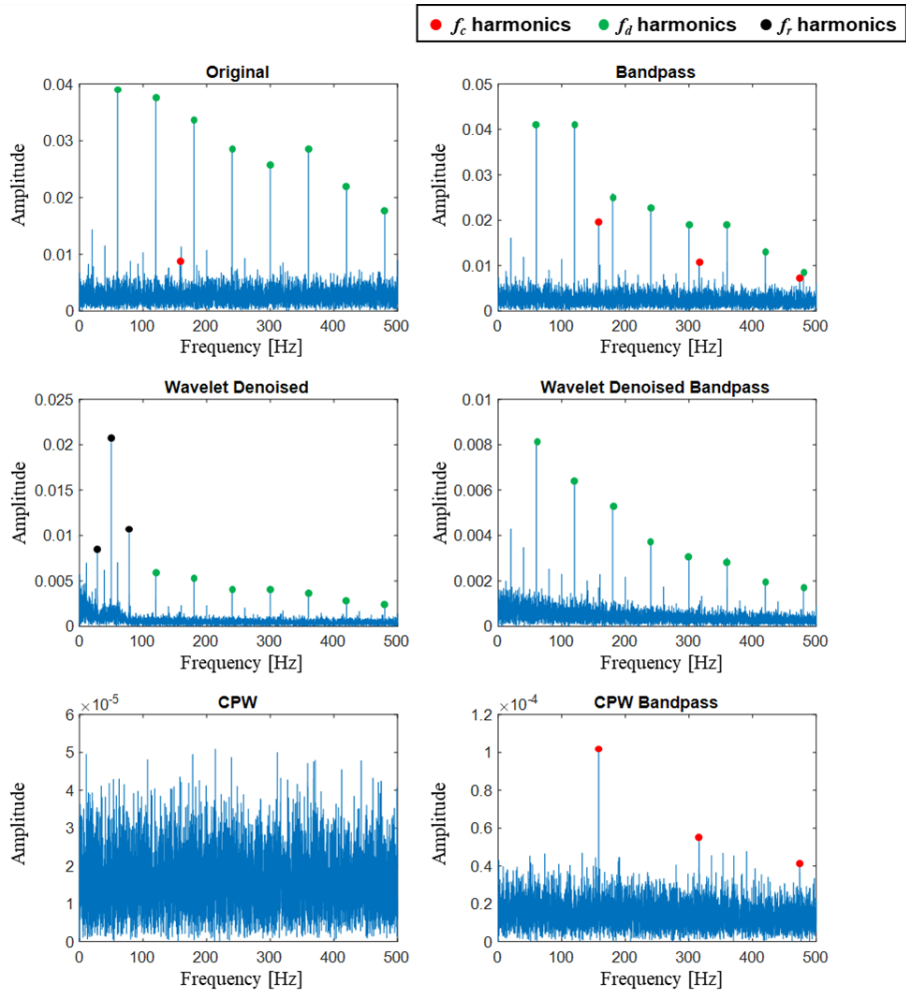 f_c harmonics f_d harmonics f_r harmonics
Original
0.04
0.03
0.02
0.01
0
Amplitude
0 100 200 300 400 500
Frequency [Hz]
Bandpass
0.05
0.04
0.03
0.02
0.01
0
Amplitude
0 100 200 300 400 500
Frequency [Hz]
Wavelet Denoised
0.025
0.02
0.015
0.01
0.005
0
Amplitude
0 100 200 300 400 500
Frequency [Hz]
Wavelet Denoised Bandpass
0.01
0.008
0.006
0.004
0.002
0
Amplitude
0 100 200 300 400 500
Frequency [Hz]
CPW
×10⁻⁵
6
5
4
3
2
1
0
Amplitude
0 100 200 300 400 500
Frequency [Hz]
CPW Bandpass
×10⁻⁴
1.2
1
0.8
0.6
0.4
0.2
0
Amplitude
0 100 200 300 400 500
Frequency [Hz]